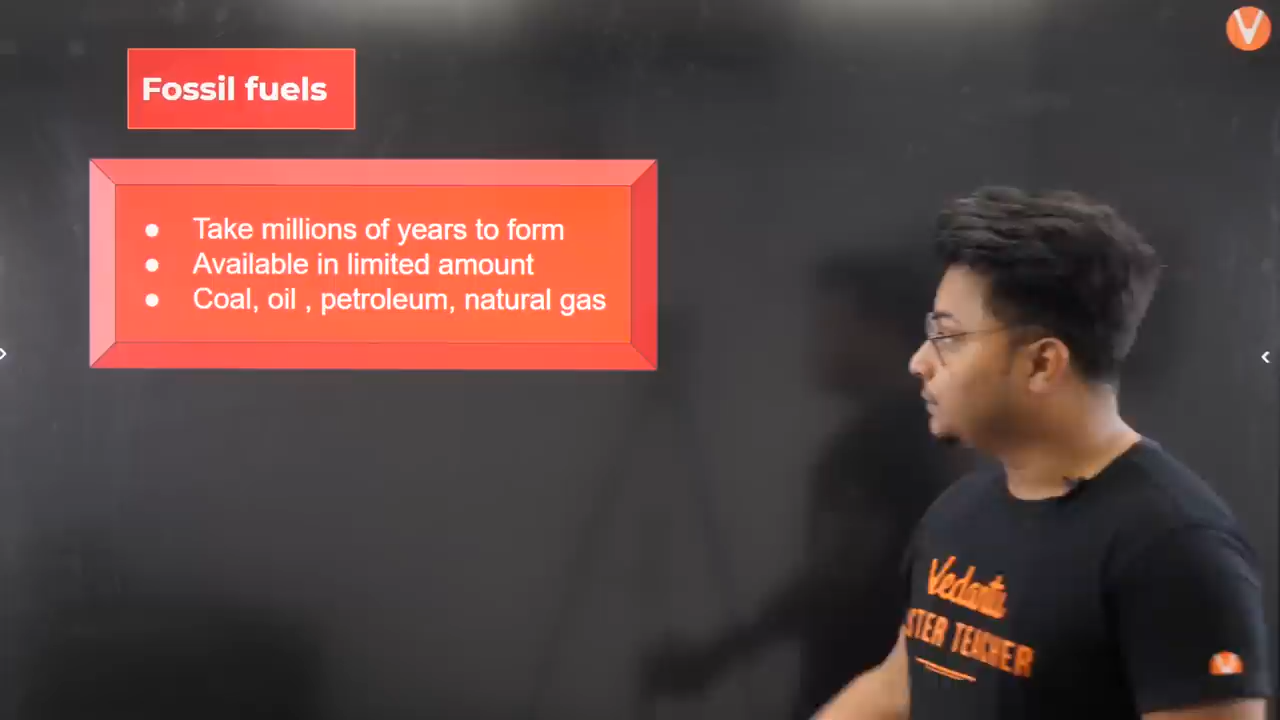 Fossil fuels
● Take millions of years to form
● Available in limited amount
● Coal, oil , petroleum, natural gas
Vedantu
STER TEACHER